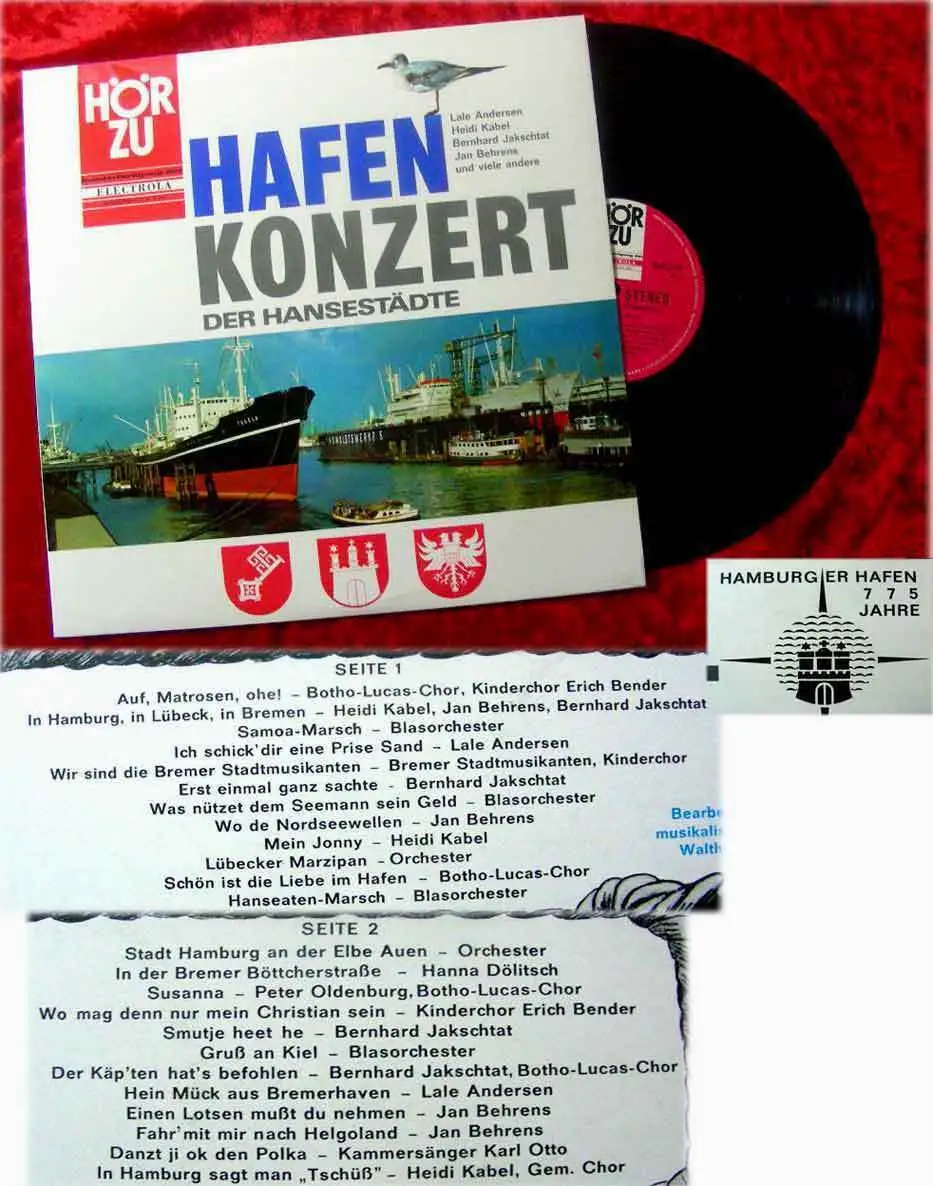 HÖR
ZU
ELECTROLA
HAFEN
KONZERT
DER HANSESTÄDTE
Lale Andersen
Heidi Kabel
Bernhard Jakschtat
Jan Behrens
und viele andere
HÖR
ZU
STEREO
HAMBURGER HAFEN
775
JAHRE
SEITE 1
Auf, Matrosen, ohe! – Botho-Lucas-Chor, Kinderchor Erich Bender
In Hamburg, in Lübeck, in Bremen – Heidi Kabel, Jan Behrens, Bernhard Jakschtat
Samoa-Marsch – Blasorchester
Ich schick'dir eine Prise Sand – Lale Andersen
Wir sind die Bremer Stadtmusikanten – Bremer Stadtmusikanten, Kinderchor
Erst einmal ganz sachte - Bernhard Jakschtat
Was nützet dem Seemann sein Geld – Blasorchester
Wo de Nordseewellen – Jan Behrens
Mein Jonny – Heidi Kabel
Lübecker Marzipan – Orchester
Schön ist die Liebe im Hafen – Botho-Lucas-Chor
Hanseaten-Marsch – Blasorchester
Bearbe
musikali
Walth
SEITE 2
Stadt Hamburg an der Elbe Auen – Orchester
In der Bremer Böttcherstraße – Hanna Dölitsch
Susanna – Peter Oldenburg, Botho-Lucas-Chor
Wo mag denn nur mein Christian sein – Kinderchor Erich Bender
Smutje heet he – Bernhard Jakschtat
Gruß an Kiel – Blasorchester
Der Käp'ten hat's befohlen – Bernhard Jakschtat, Botho-Lucas-Chor
Hein Mück aus Bremerhaven – Lale Andersen
Einen Lotsen mußt du nehmen – Jan Behrens
Fahr'mit mir nach Helgoland – Jan Behrens
Danzt ji ok den Polka – Kammersänger Karl Otto
In Hamburg sagt man „Tschüß" – Heidi Kabel, Gem. Chor